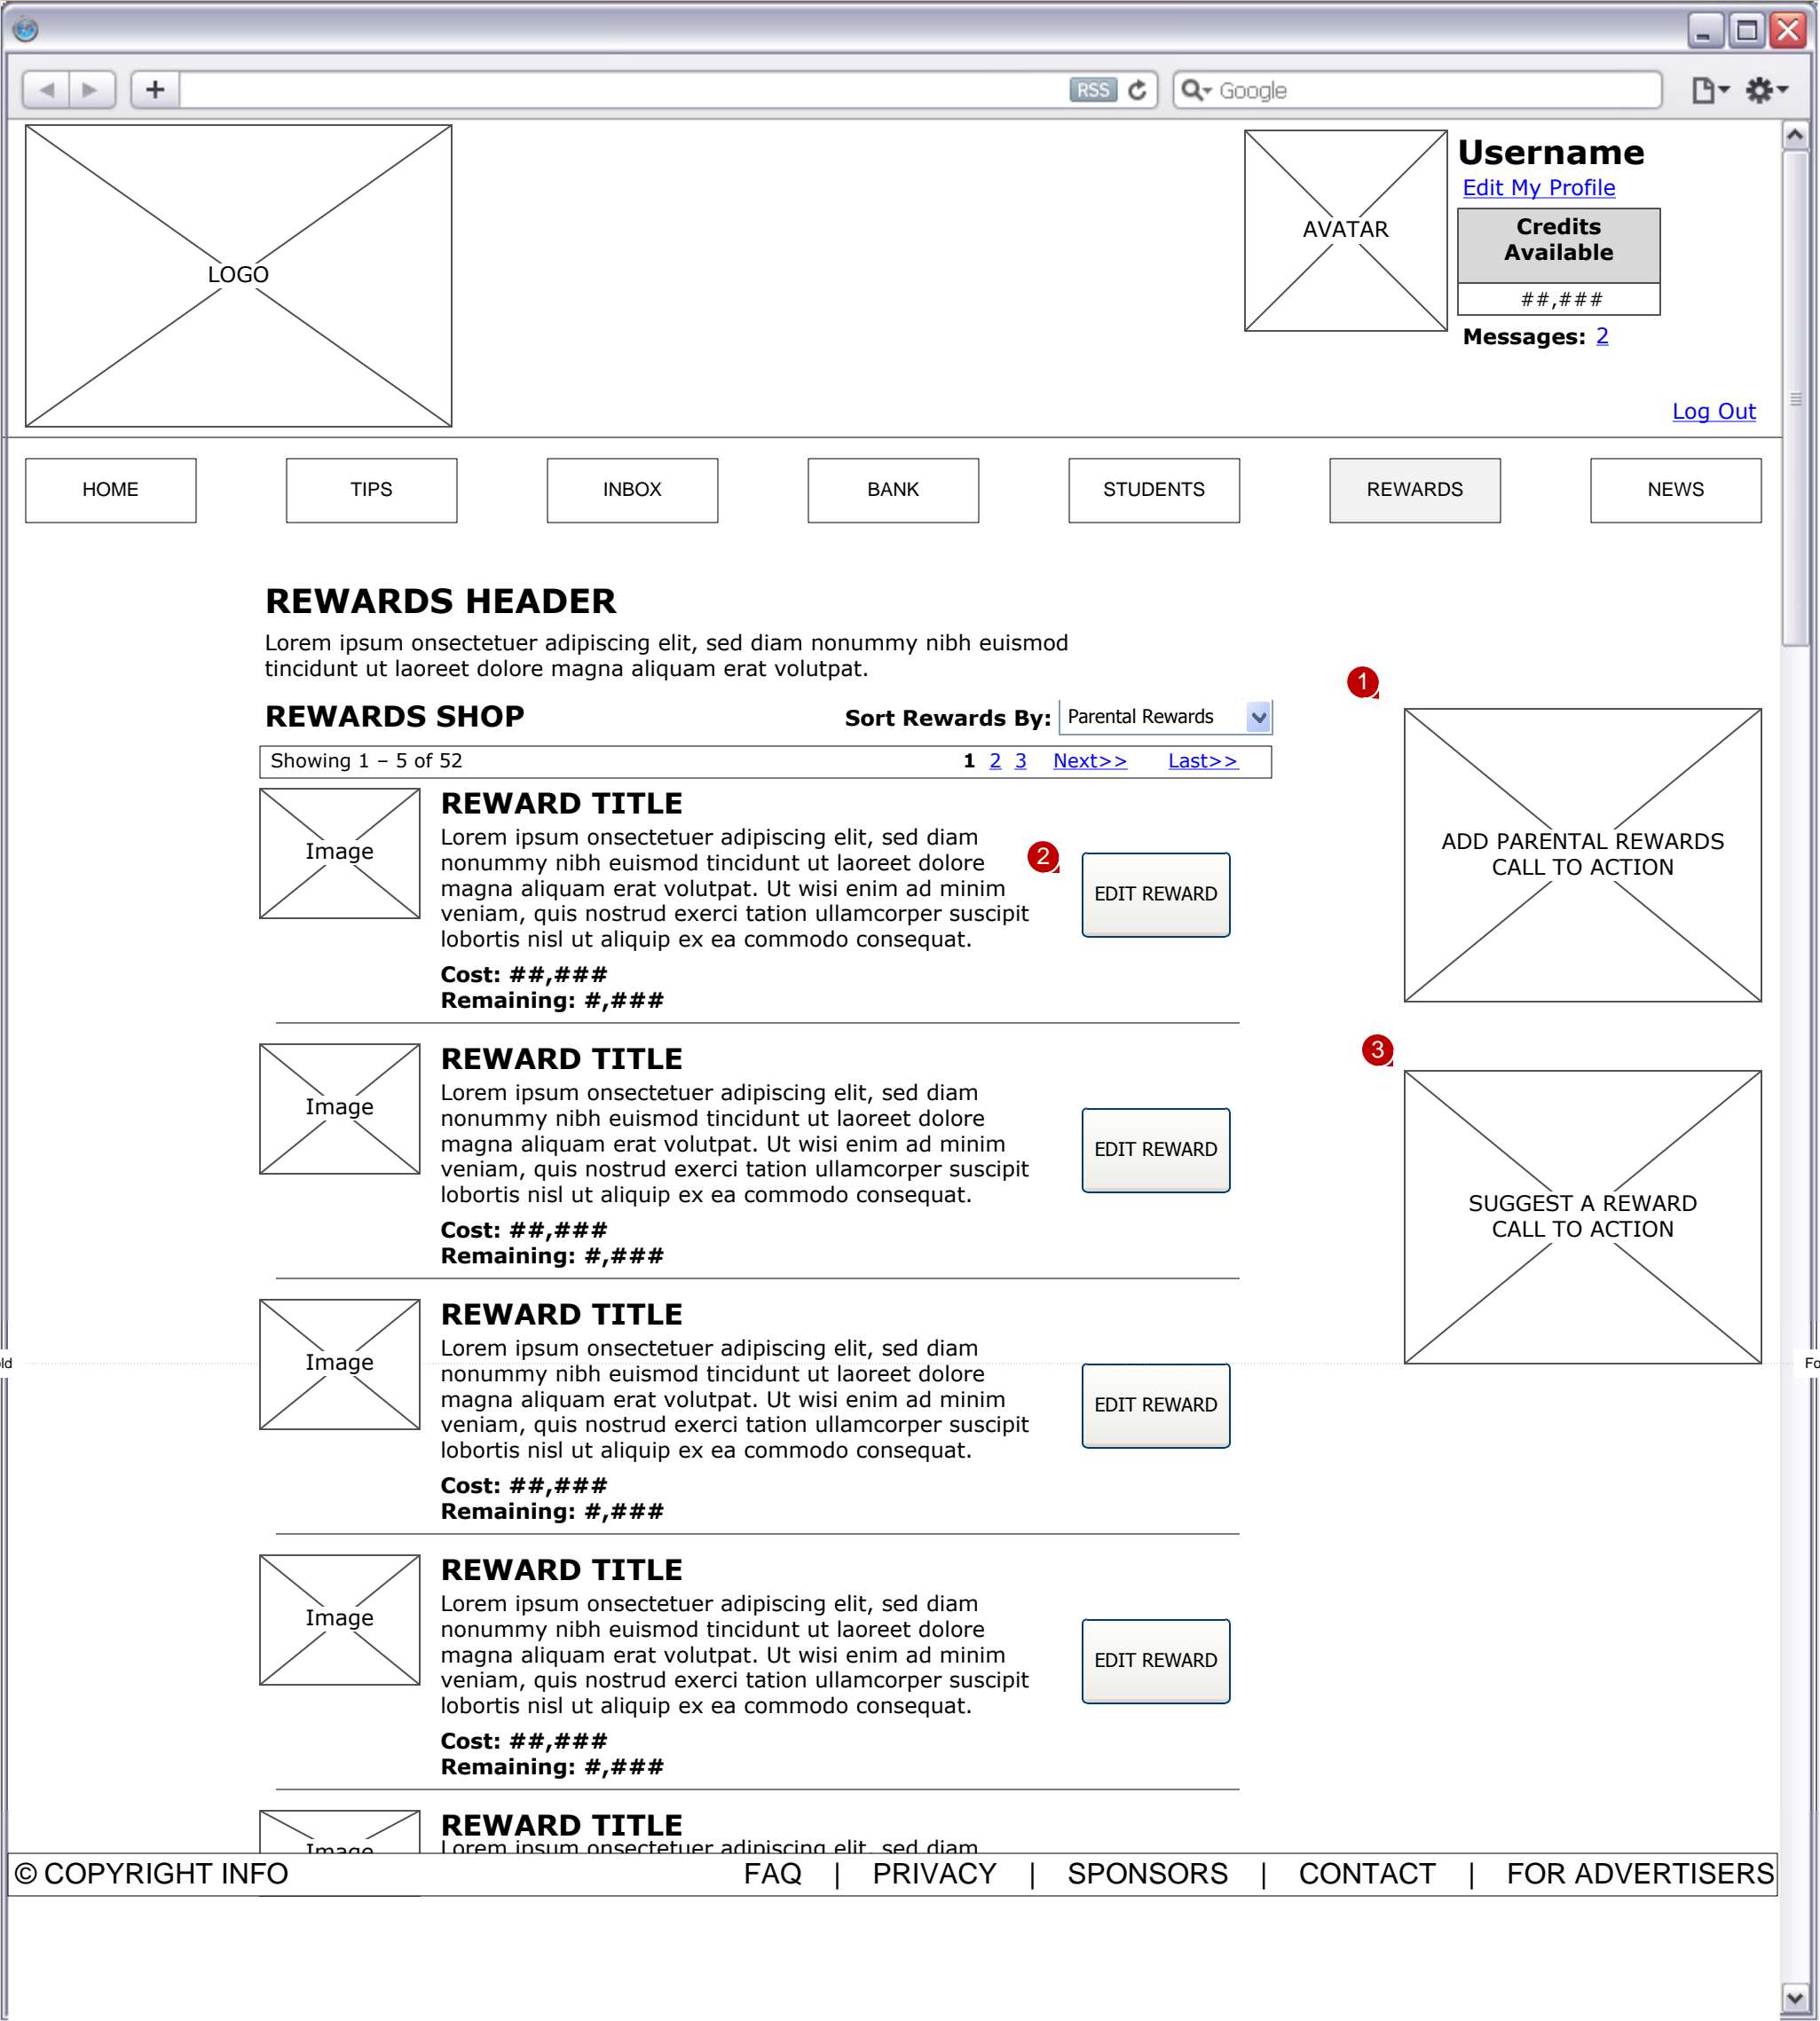 RSS
Google
LOGO
AVATAR
Username
Edit My Profile
Credits
Available
##,###
Messages: 2
Log Out
HOME
TIPS
INBOX
BANK
STUDENTS
REWARDS
NEWS
REWARDS HEADER
Lorem ipsum onsectetuer adipiscing elit, sed diam nonummy nibh euismod
tincidunt ut laoreet dolore magna aliquam erat volutpat.
REWARDS SHOP
Sort Rewards By: Parental Rewards
Showing 1 – 5 of 52
1 2 3 Next>> Last>>
Image
REWARD TITLE
Lorem ipsum onsectetuer adipiscing elit, sed diam
nonummy nibh euismod tincidunt ut laoreet dolore
magna aliquam erat volutpat. Ut wisi enim ad minim
veniam, quis nostrud exerci tation ullamcorper suscipit
lobortis nisl ut aliquip ex ea commodo consequat.
Cost: ##,###
Remaining: #,###
2
EDIT REWARD
Image
REWARD TITLE
Lorem ipsum onsectetuer adipiscing elit, sed diam
nonummy nibh euismod tincidunt ut laoreet dolore
magna aliquam erat volutpat. Ut wisi enim ad minim
veniam, quis nostrud exerci tation ullamcorper suscipit
lobortis nisl ut aliquip ex ea commodo consequat.
Cost: ##,###
Remaining: #,###
EDIT REWARD
Image
REWARD TITLE
Lorem ipsum onsectetuer adipiscing elit, sed diam
nonummy nibh euismod tincidunt ut laoreet dolore
magna aliquam erat volutpat. Ut wisi enim ad minim
veniam, quis nostrud exerci tation ullamcorper suscipit
lobortis nisl ut aliquip ex ea commodo consequat.
Cost: ##,###
Remaining: #,###
EDIT REWARD
Image
REWARD TITLE
Lorem ipsum onsectetuer adipiscing elit, sed diam
nonummy nibh euismod tincidunt ut laoreet dolore
magna aliquam erat volutpat. Ut wisi enim ad minim
veniam, quis nostrud exerci tation ullamcorper suscipit
lobortis nisl ut aliquip ex ea commodo consequat.
Cost: ##,###
Remaining: #,###
EDIT REWARD
Image
REWARD TITLE
Lorem ipsum onsectetuer adipiscing elit, sed diam
1
ADD PARENTAL REWARDS
CALL TO ACTION
3
SUGGEST A REWARD
CALL TO ACTION
© COPYRIGHT INFO
FAQ | PRIVACY | SPONSORS | CONTACT | FOR ADVERTISERS